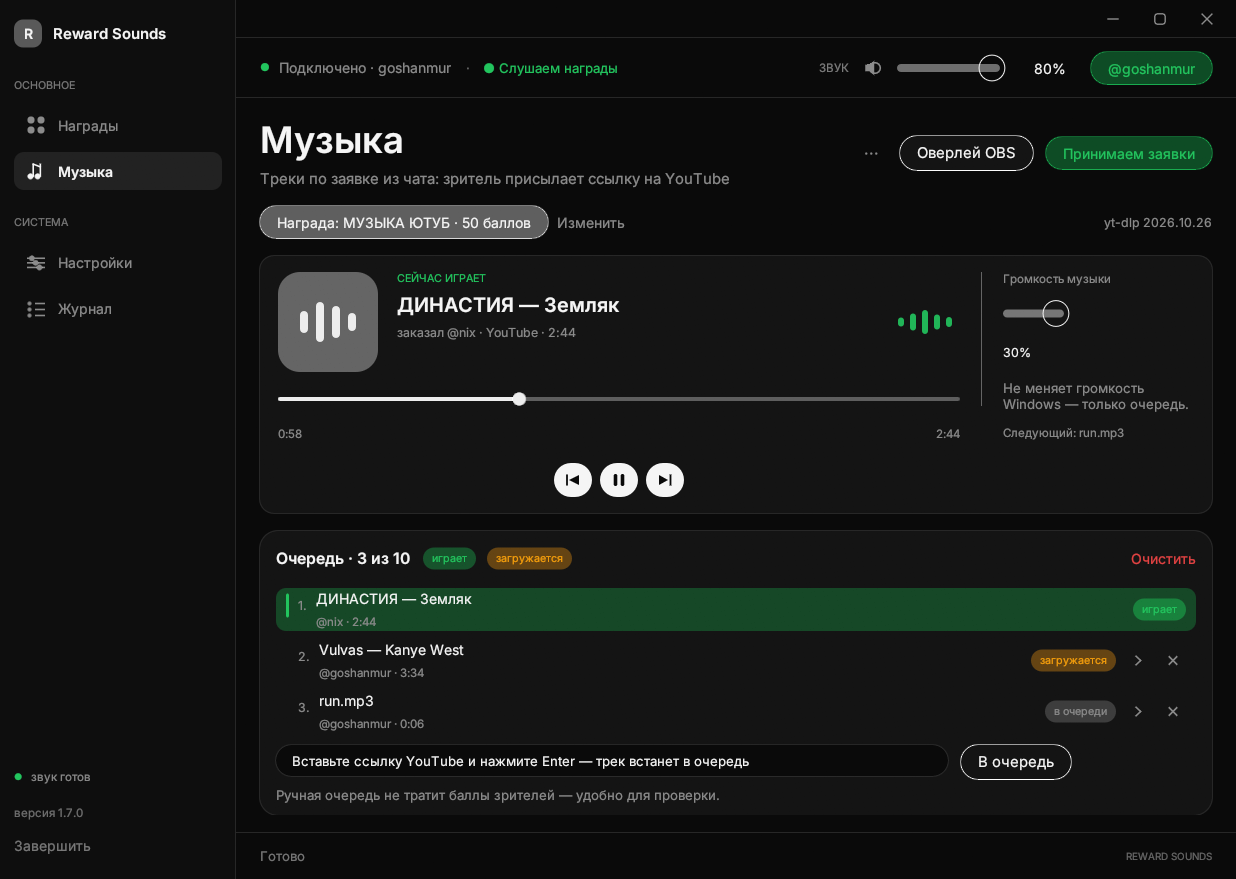 R Reward Sounds
ОСНОВНОЕ
Награды
Музыка
СИСТЕМА
Настройки
Журнал
звук готов
версия 1.7.0
Завершить
Подключено · goshanmur · Слушаем награды
ЗВУК 80% @goshanmur
Музыка
Треки по заявке из чата: зритель присылает ссылку на YouTube
··· Оверлей OBS Принимаем заявки
Награда: МУЗЫКА ЮТУБ · 50 баллов Изменить
yt-dlp 2026.10.26
СЕЙЧАС ИГРАЕТ
ДИНАСТИЯ — Земляк
заказал @nix · YouTube · 2:44
0:58 2:44
Громкость музыки
30%
Не меняет громкость
Windows — только очередь.
Следующий: run.mp3
Очередь · 3 из 10 играет загружается Очистить
1. ДИНАСТИЯ — Земляк играет
@nix · 2:44
2. Vulvas — Kanye West загружается
@goshanmur · 3:34
3. run.mp3 в очереди
@goshanmur · 0:06
Вставьте ссылку YouTube и нажмите Enter — трек встанет в очередь В очередь
Ручная очередь не тратит баллы зрителей — удобно для проверки.
Готово
REWARD SOUNDS